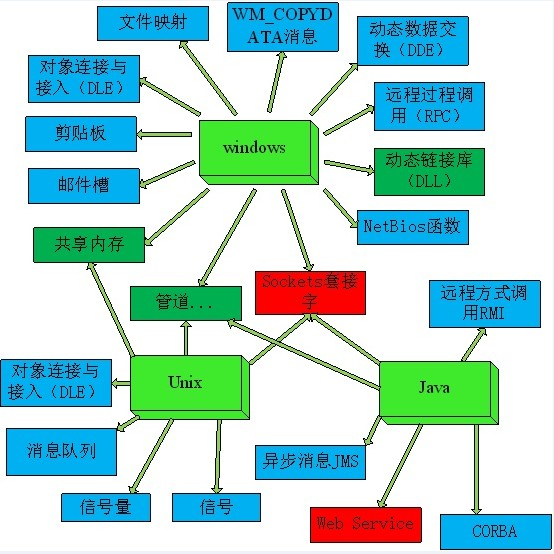 文件映射
WM_COPYD
ATA消息
动态数据交
换（DDE）
对象连接与
接入（DLE）
远程过程调
用（RPC）
剪贴板
windows
动态链接库
（DLL）
邮件槽
NetBios函数
共享内存
Sockets套接
字
管道...
远程方式调
用RMI
对象连接与
接入（DLE）
Unix
Java
消息队列
异步消息JMS
信号量
信号
Web Service
CORBA